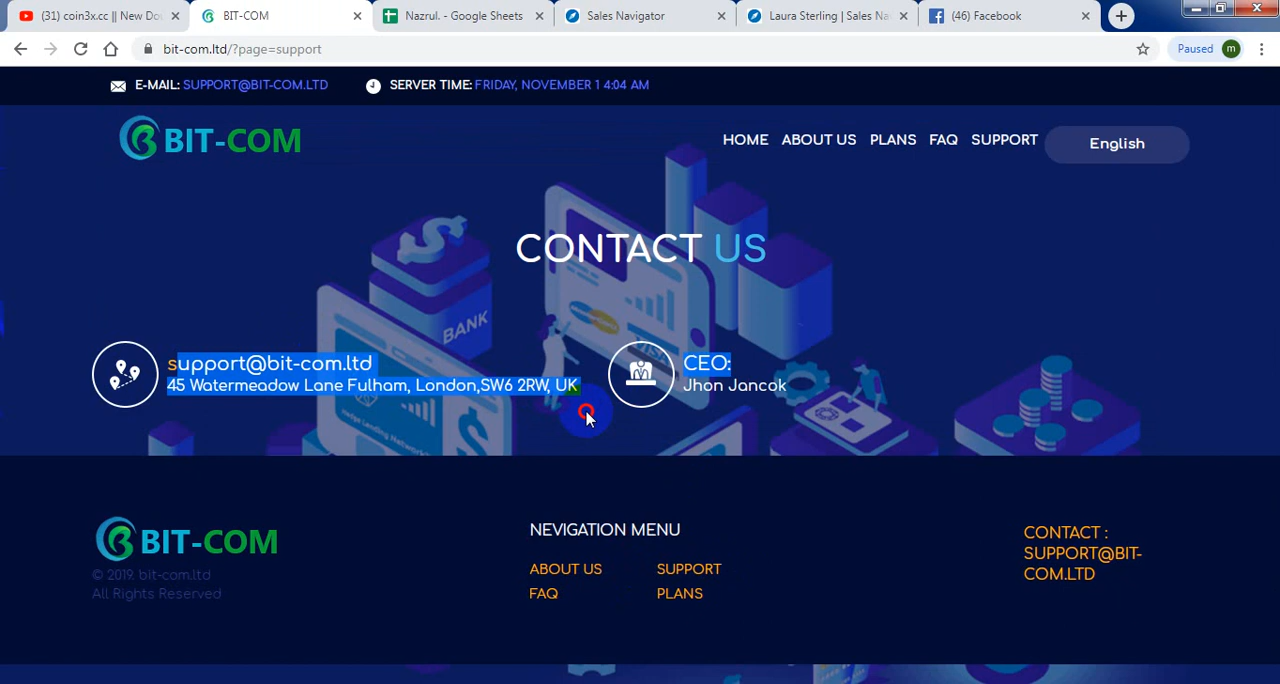 (31) coin3x.cc || New Dou
BIT-COM
Nazrul. - Google Sheets
Sales Navigator
Laura Sterling | Sales Na
(46) Facebook
bit-com.ltd/?page=support
Paused
m
E-MAIL: SUPPORT@BIT-COM.LTD
SERVER TIME: FRIDAY, NOVEMBER 1 4:04 AM
BIT-COM
HOME ABOUT US PLANS FAQ SUPPORT
English
CONTACT US
BANK
VISA
support@bit-com.ltd
45 Watermeadow Lane Fulham, London,SW6 2RW, UK
CEO:
Jhon Jancok
BIT-COM
© 2019. bit-com.ltd
All Rights Reserved
NEVIGATION MENU
ABOUT US
SUPPORT
FAQ
PLANS
CONTACT :
SUPPORT@BIT-
COM.LTD